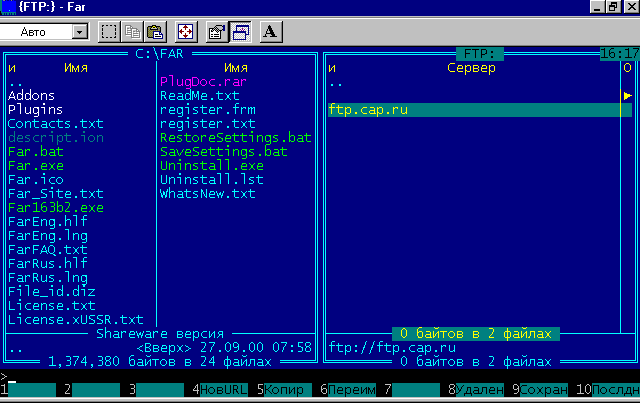 {FTP:} - Far
Авто
A
C:\FAR
и Имя Имя
..
Addons
Plugins
Contacts.txt
descript.ion
Far.bat
Far.exe
Far.ico
Far_Site.txt
Far163b2.exe
FarEng.hlf
FarEng.lng
FarFAQ.txt
FarRus.hlf
FarRus.lng
File_id.diz
License.txt
License.xUSSR.txt
PlugDoc.rar
ReadMe.txt
register.frm
register.txt
RestoreSettings.bat
SaveSettings.bat
Uninstall.exe
Uninstall.lst
WhatsNew.txt
Shareware версия
.. <Вверх> 27.09.00 07:58
1,374,380 байтов в 24 файлах
FTP: 16:17
и Сервер О
..
ftp.cap.ru
0 байтов в 2 файлах
ftp://ftp.cap.ru
0 байтов в 2 файлах
>_
1 2 3 4НовURL 5Копир 6Переим 7 8Удален 9Сохран 10Послдн